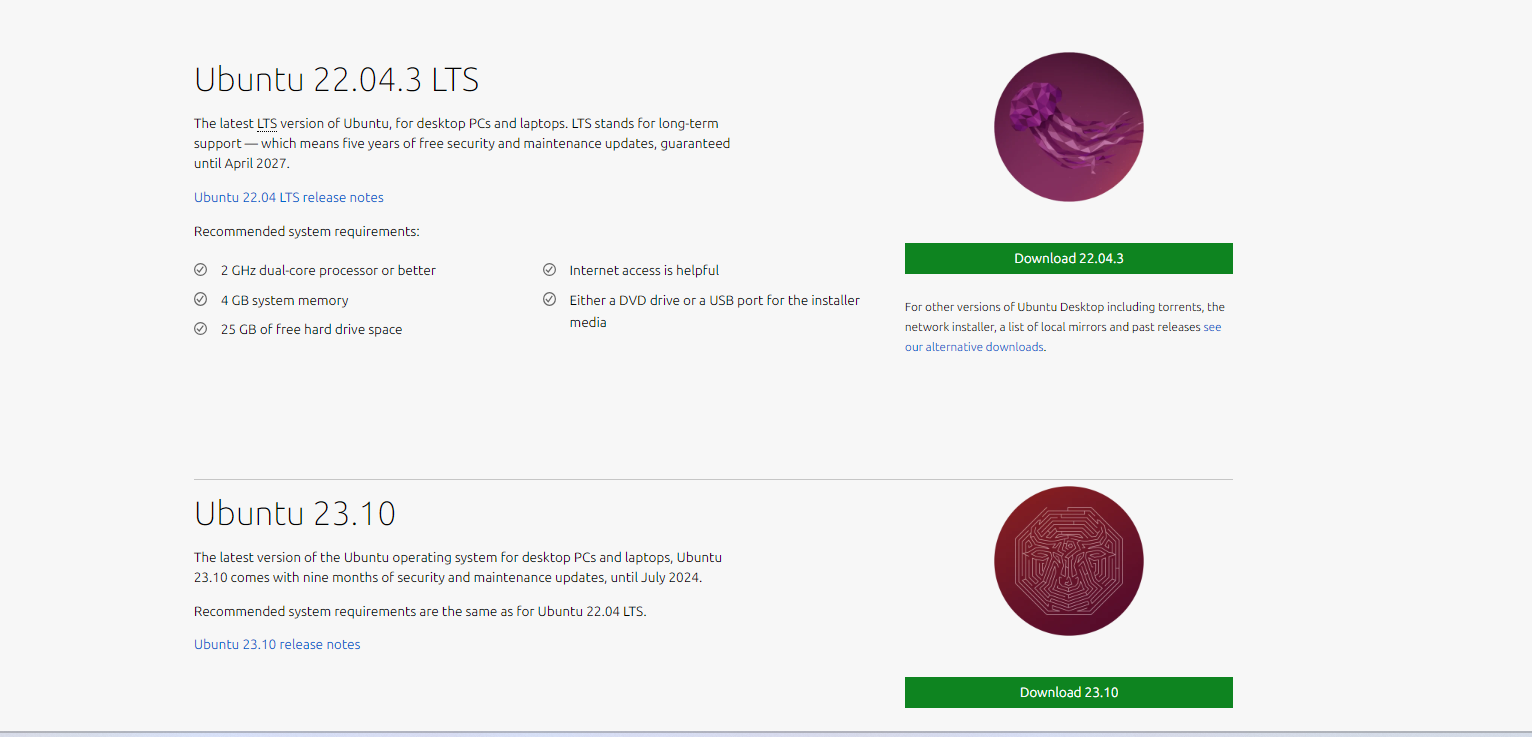 Ubuntu 22.04.3 LTS
The latest LTS version of Ubuntu, for desktop PCs and laptops. LTS stands for long-term
support — which means five years of free security and maintenance updates, guaranteed
until April 2027.
Ubuntu 22.04 LTS release notes
Recommended system requirements:
2 GHz dual-core processor or better
4 GB system memory
25 GB of free hard drive space
Internet access is helpful
Either a DVD drive or a USB port for the installer
media
Download 22.04.3
For other versions of Ubuntu Desktop including torrents, the
network installer, a list of local mirrors and past releases see
our alternative downloads.
Ubuntu 23.10
The latest version of the Ubuntu operating system for desktop PCs and laptops, Ubuntu
23.10 comes with nine months of security and maintenance updates, until July 2024.
Recommended system requirements are the same as for Ubuntu 22.04 LTS.
Ubuntu 23.10 release notes
Download 23.10